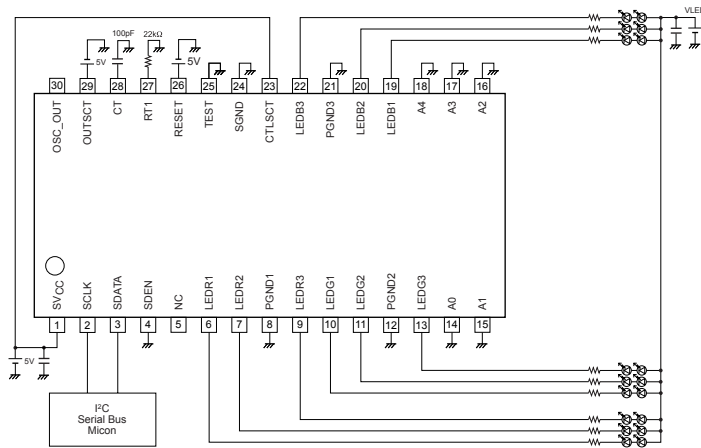 VLED
100pF
22kΩ
5V
5V
30 29 28 27 26 25 24 23 22 21 20 19 18 17 16
OSC_OUT
OUTSCT
CT
RT1
RESET
TEST
SGND
CTLSCT
LEDB3
PGND3
LEDB2
LEDB1
A4
A3
A2
SVCC
SCLK
SDATA
SDEN
NC
LEDR1
LEDR2
PGND1
LEDR3
LEDG1
LEDG2
PGND2
LEDG3
A0
A1
1 2 3 4 5 6 7 8 9 10 11 12 13 14 15
5V
I²C
Serial Bus
Micon